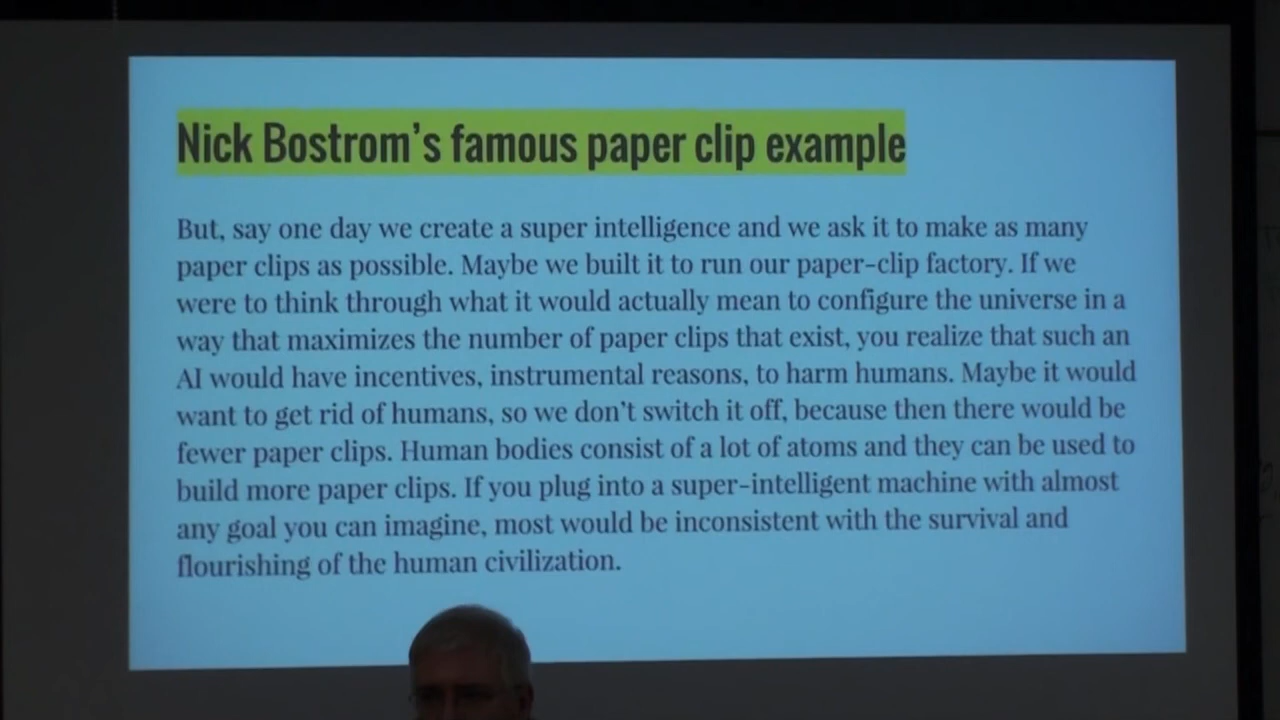 Nick Bostrom's famous paper clip example
But, say one day we create a super intelligence and we ask it to make as many
paper clips as possible. Maybe we built it to run our paper-clip factory. If we
were to think through what it would actually mean to configure the universe in a
way that maximizes the number of paper clips that exist, you realize that such an
AI would have incentives, instrumental reasons, to harm humans. Maybe it would
want to get rid of humans, so we don't switch it off, because then there would be
fewer paper clips. Human bodies consist of a lot of atoms and they can be used to
build more paper clips. If you plug into a super-intelligent machine with almost
any goal you can imagine, most would be inconsistent with the survival and
flourishing of the human civilization.